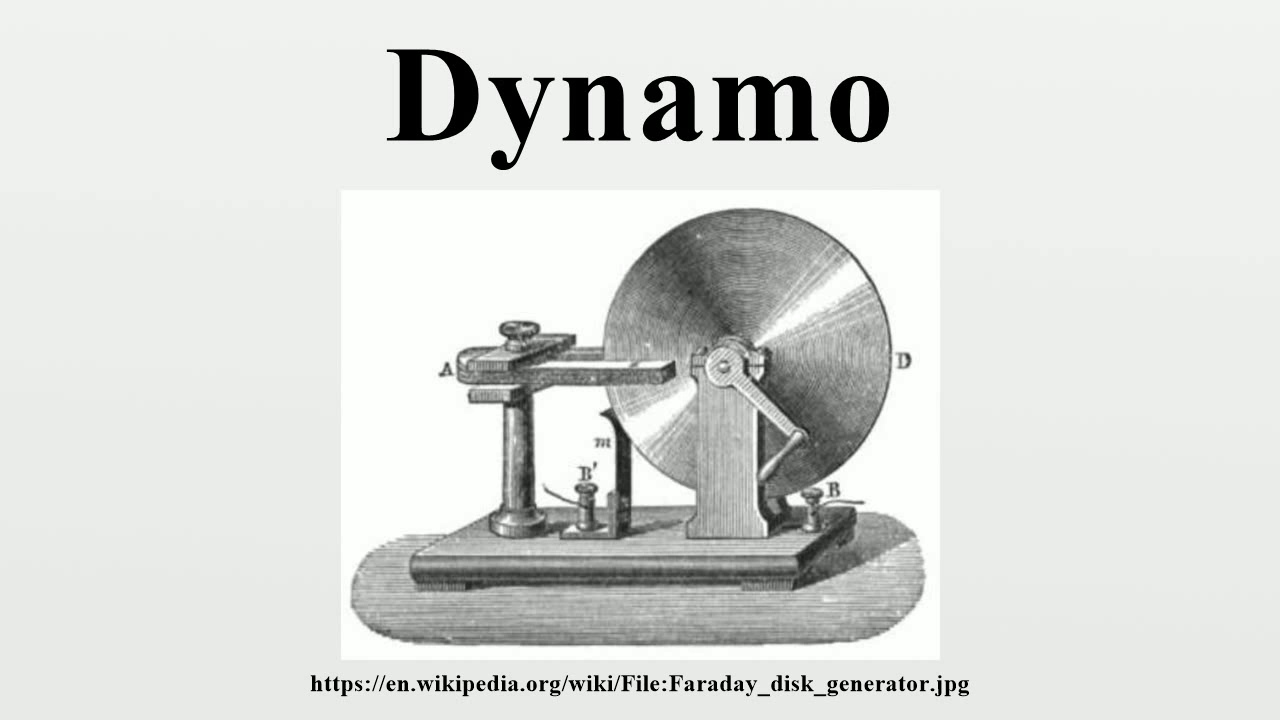 Dynamo
A
D
m
B'
B
https://en.wikipedia.org/wiki/File:Faraday_disk_generator.jpg